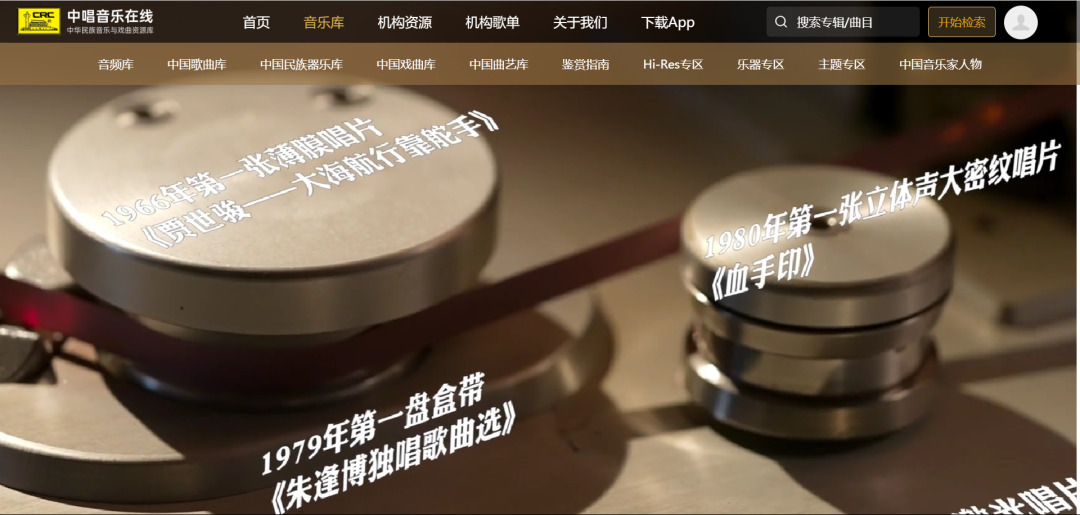 CRC
中唱音乐在线
中华民族音乐与戏曲资源库
首页 音乐库 机构资源 机构歌单 关于我们 下载App
搜索专辑/曲目
开始检索
音频库 中国歌曲库 中国民族器乐库 中国戏曲库 中国曲艺库 鉴赏指南 Hi-Res专区 乐器专区 主题专区 中国音乐家人物
1966年第一张薄膜唱片
《贾世骏——大海航行靠舵手》
1980年第一张立体声大密纹唱片
《血手印》
1979年第一盘盒带
《朱逢博独唱歌曲选》
激光唱片